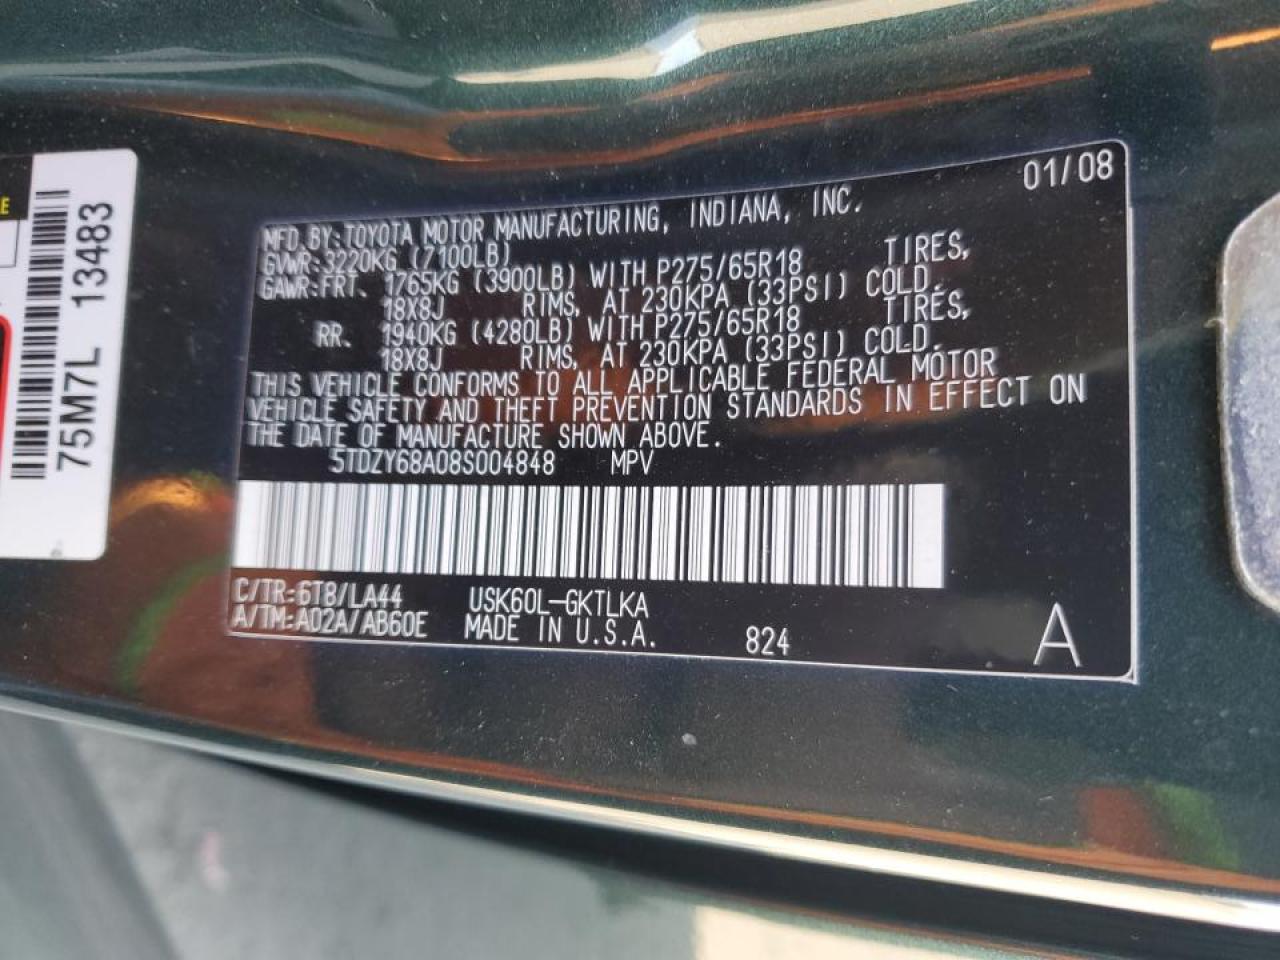 01/08
MFD.BY:TOYOTA MOTOR MANUFACTURING, INDIANA, INC.
GVWR:3220KG (7100LB)
GAWR:FRT. 1765KG (3900LB) WITH P275/65R18 TIRES,
18X8J RIMS, AT 230KPA (33PSI) COLD.
RR. 1940KG (4280LB) WITH P275/65R18 TIRES,
18X8J RIMS, AT 230KPA (33PSI) COLD.
THIS VEHICLE CONFORMS TO ALL APPLICABLE FEDERAL MOTOR
VEHICLE SAFETY AND THEFT PREVENTION STANDARDS IN EFFECT ON
THE DATE OF MANUFACTURE SHOWN ABOVE.
5TDZY68A08S004848 MPV
C/TR:6T8/LA44 USK60L-GKTLKA
A/TM:A02A/AB60E MADE IN U.S.A. 824
A
75M7L 13483